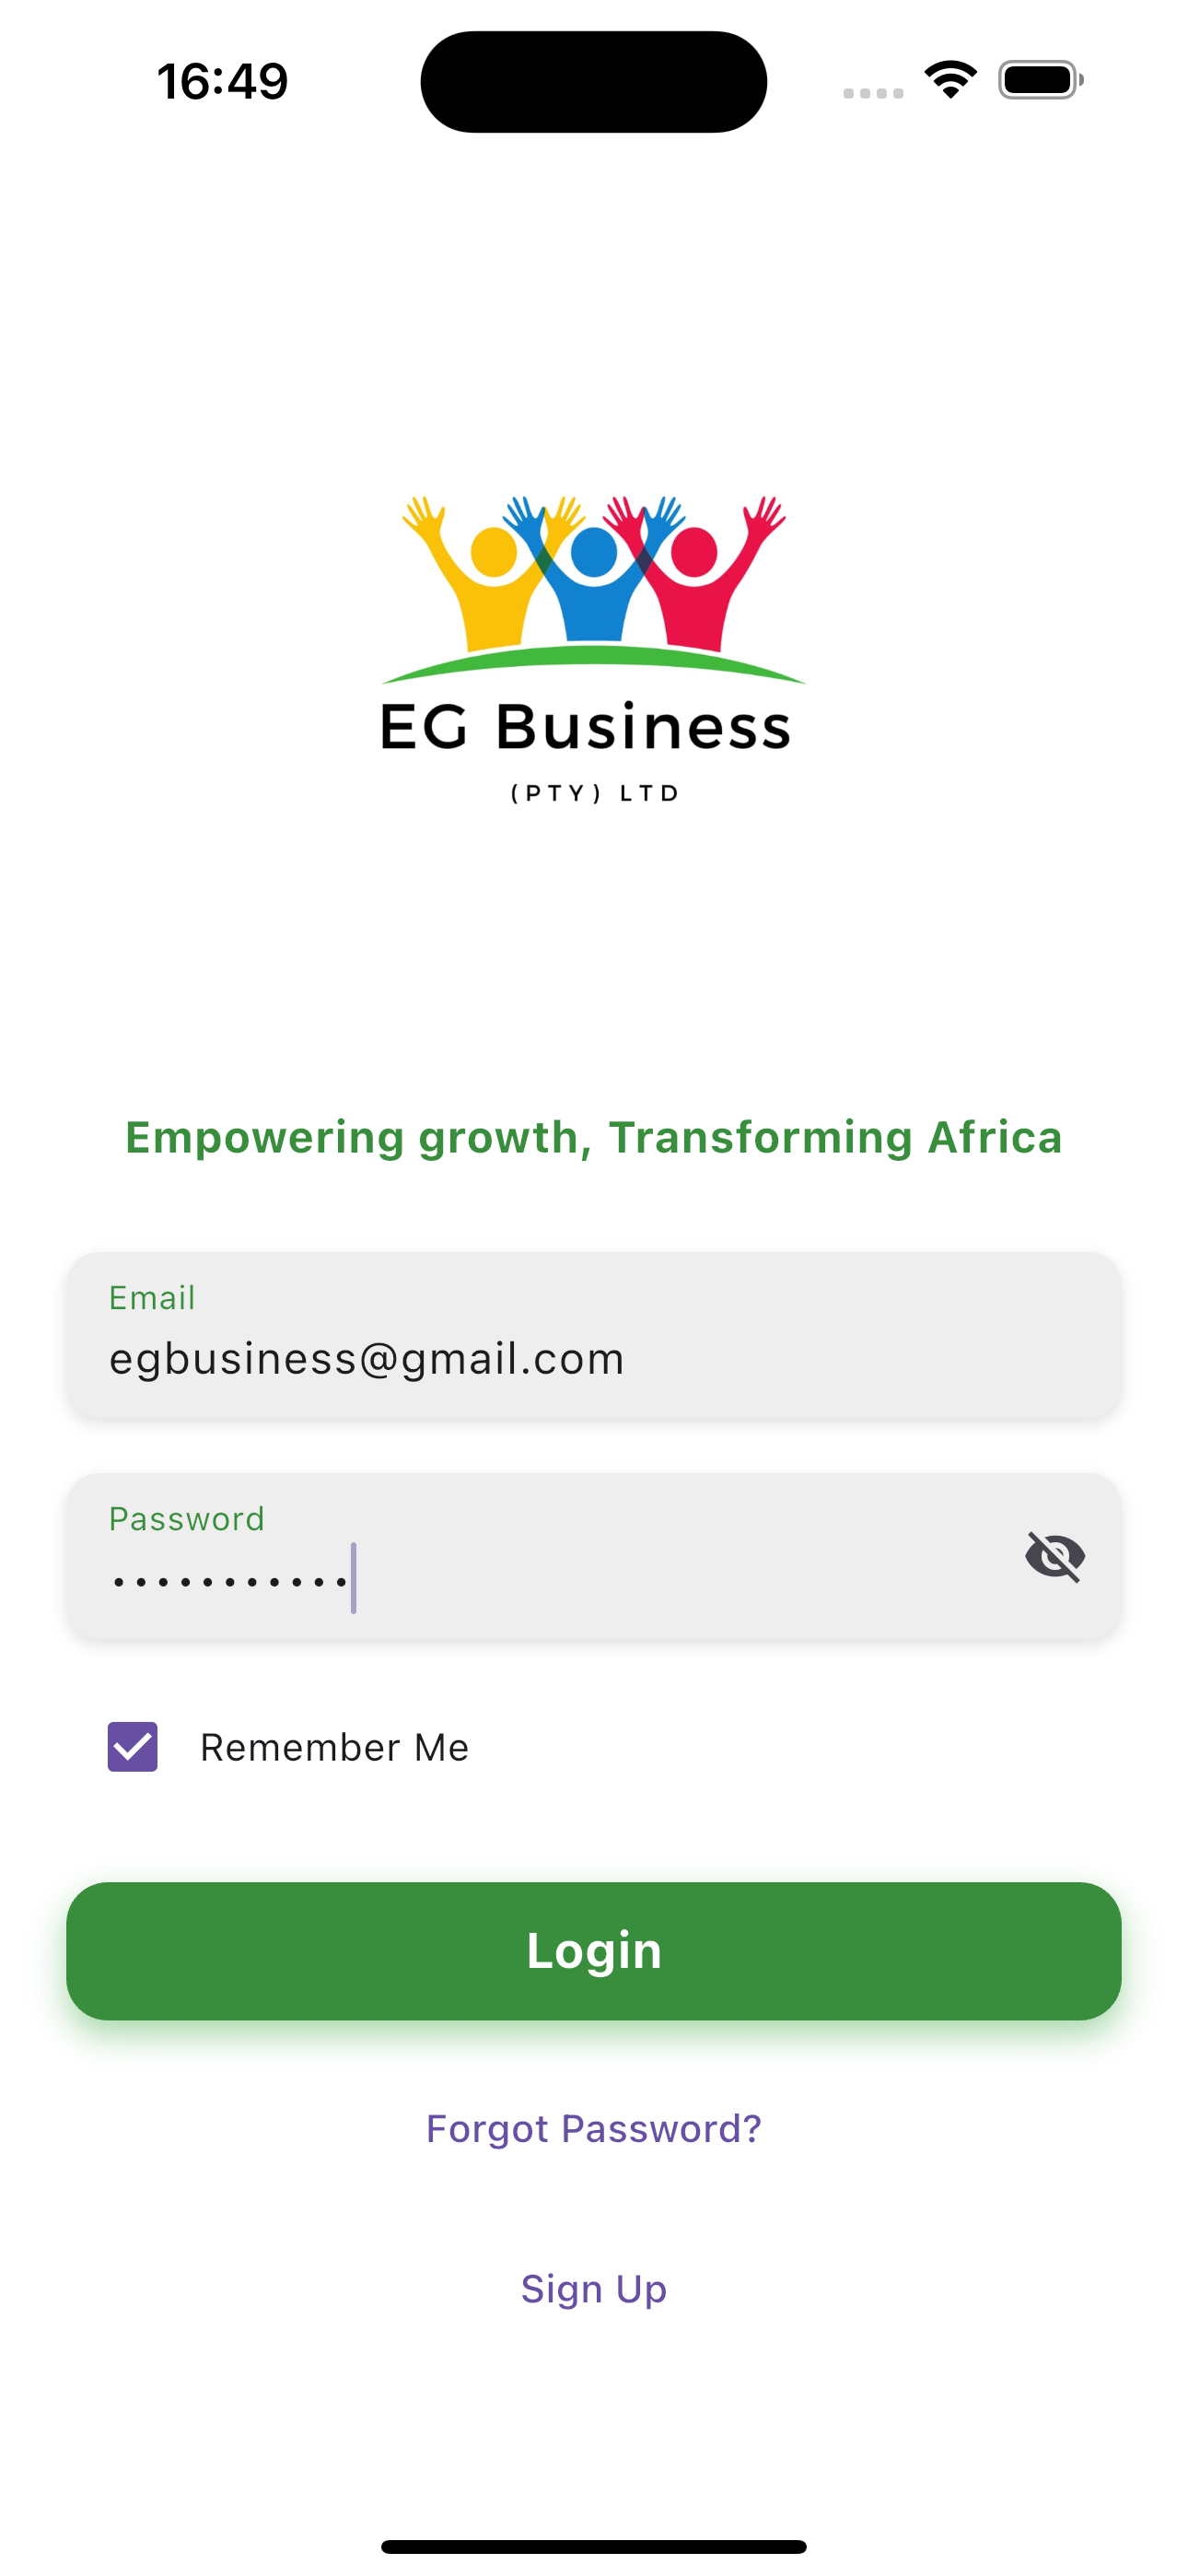 16:49
EG Business
(PTY) LTD
Empowering growth, Transforming Africa
Email
egbusiness@gmail.com
Password
•••••••••••
Remember Me
Login
Forgot Password?
Sign Up